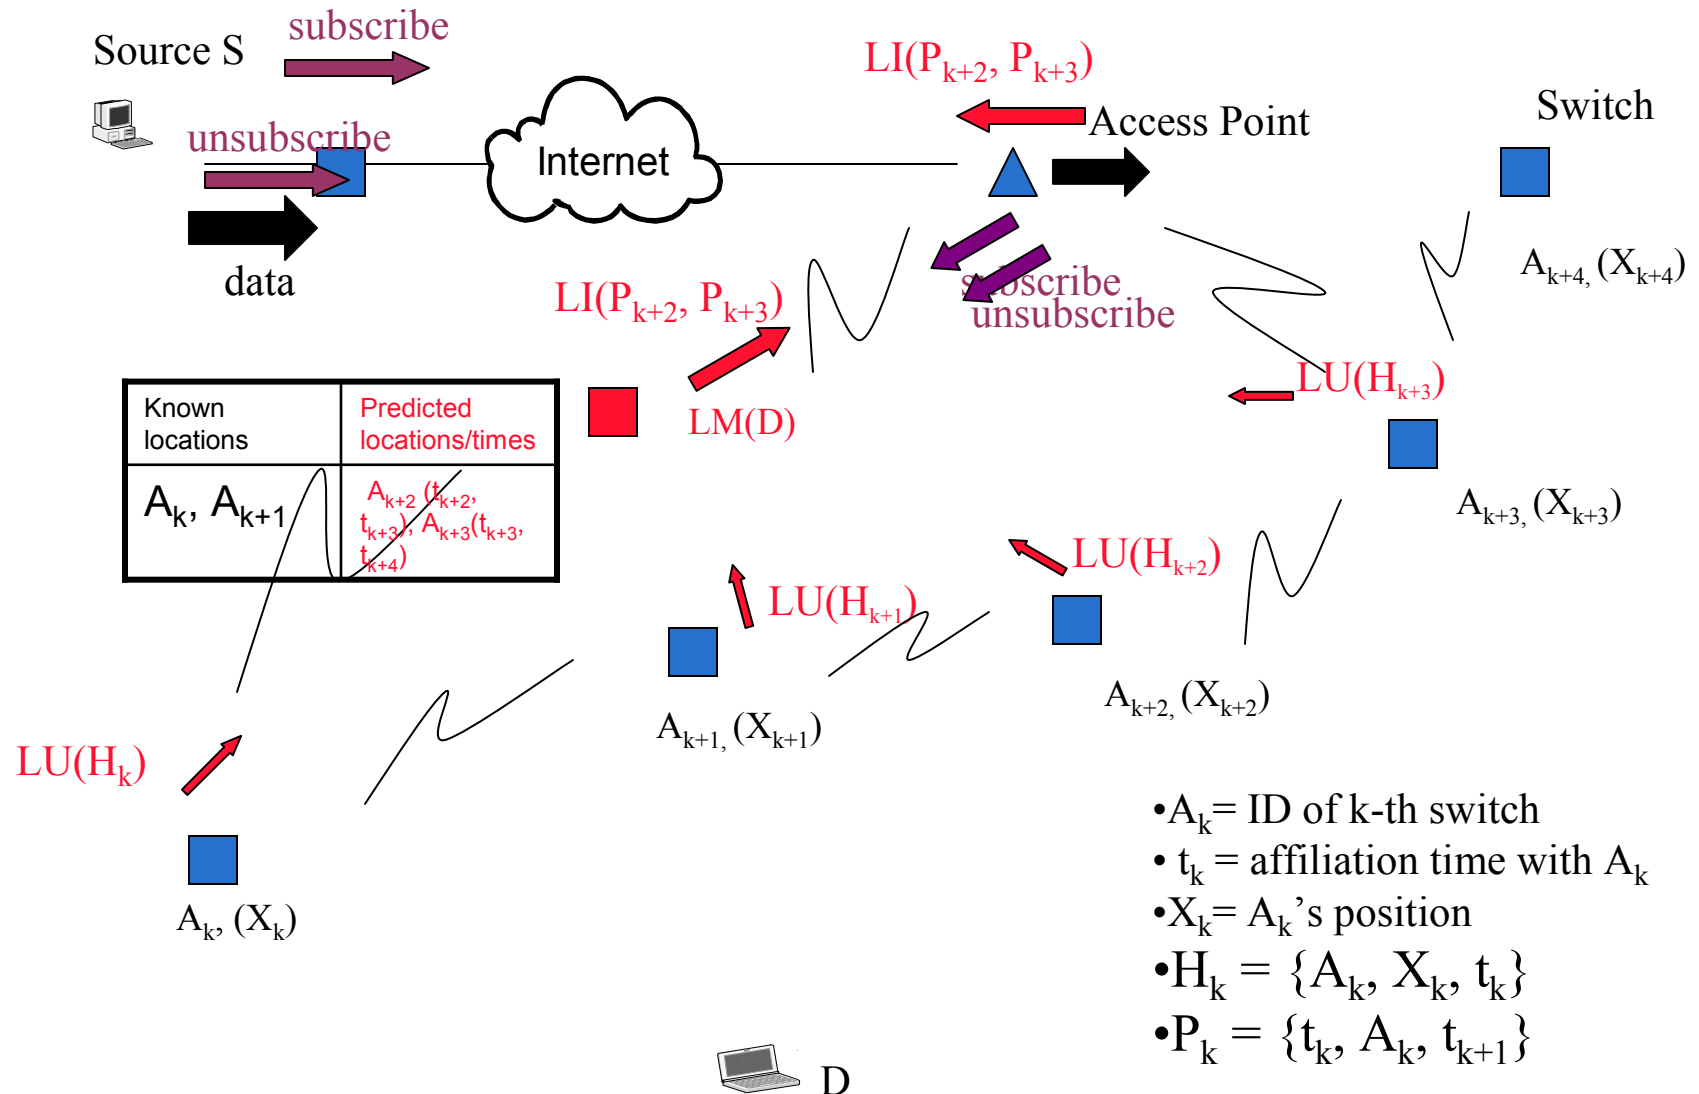 subscribe
Source S
LI(Pk+2, Pk+3)
Access Point
Switch
unsubscribe
Internet
data
LI(Pk+2, Pk+3)
subscribe
unsubscribe
Ak+4, (Xk+4)
LU(Hk+3)
LM(D)
Known
locations
Predicted
locations/times
Ak, Ak+1
Ak+2 (tk+2,
tk+3), Ak+3(tk+3,
tk+4)
Ak+3, (Xk+3)
LU(Hk+2)
LU(Hk+1)
Ak+2, (Xk+2)
Ak+1, (Xk+1)
LU(Hk)
Ak, (Xk)
•Ak= ID of k-th switch
• tk = affiliation time with Ak
•Xk= Ak’s position
•Hk = {Ak, Xk, tk}
•Pk = {tk, Ak, tk+1}
D